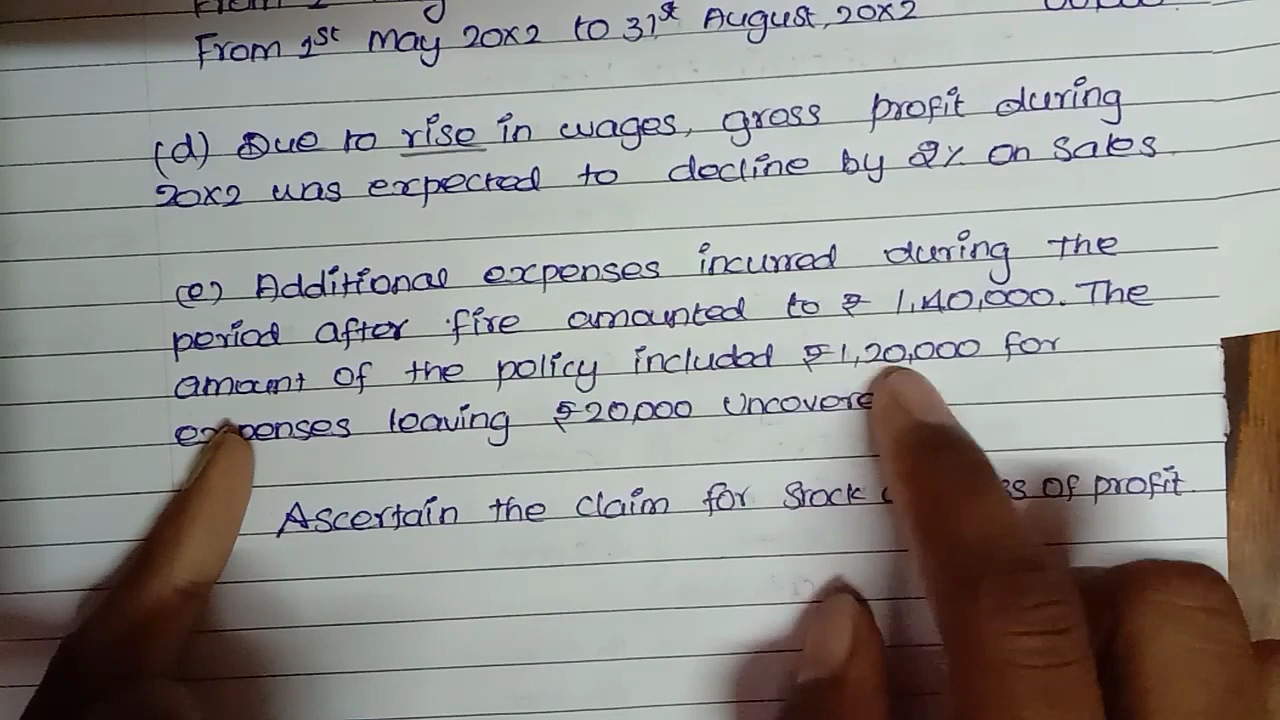 From 1st May 20X2 to 31st August, 20X2
(d) Due to rise in wages, gross profit during
20X2 was expected to decline by 2% on sales
(e) Additional expenses incurred during the
period after fire amounted to ₹ 1,40,000. The
amount of the policy included ₹1,20,000 for
expenses leaving ₹20,000 Uncovere
Ascertain the claim for Stock of profit